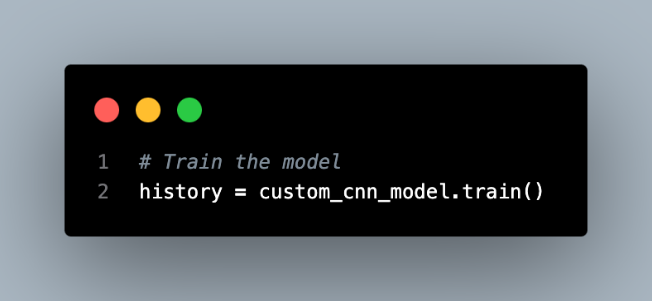 1 # Train the model
2 history = custom_cnn_model.train()